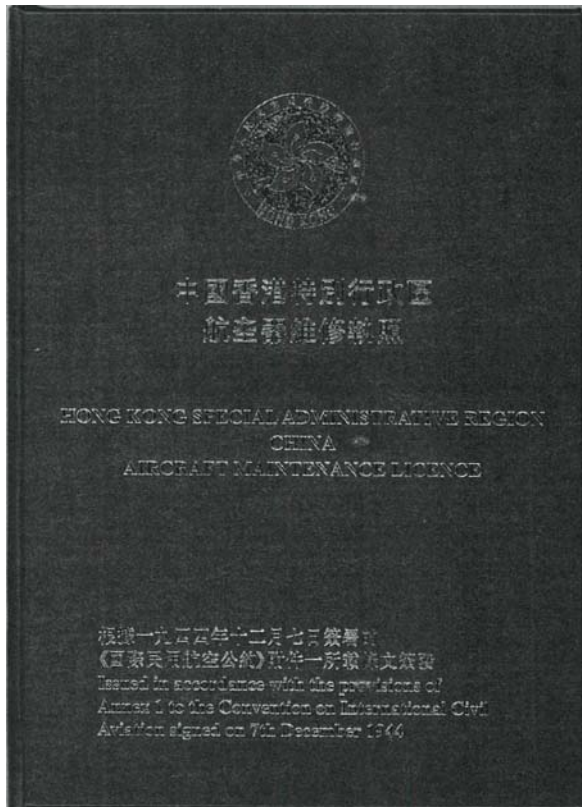 HONG KONG
中國香港特別行政區
航空器維修執照
HONG KONG SPECIAL ADMINISTRATIVE REGION
CHINA
AIRCRAFT MAINTENANCE LICENCE
根據一九四四年十二月七日簽署的
《國際民用航空公約》附件一所載條文簽發
Issued in accordance with the provisions of
Annex 1 to the Convention on International Civil
Aviation signed on 7th December 1944